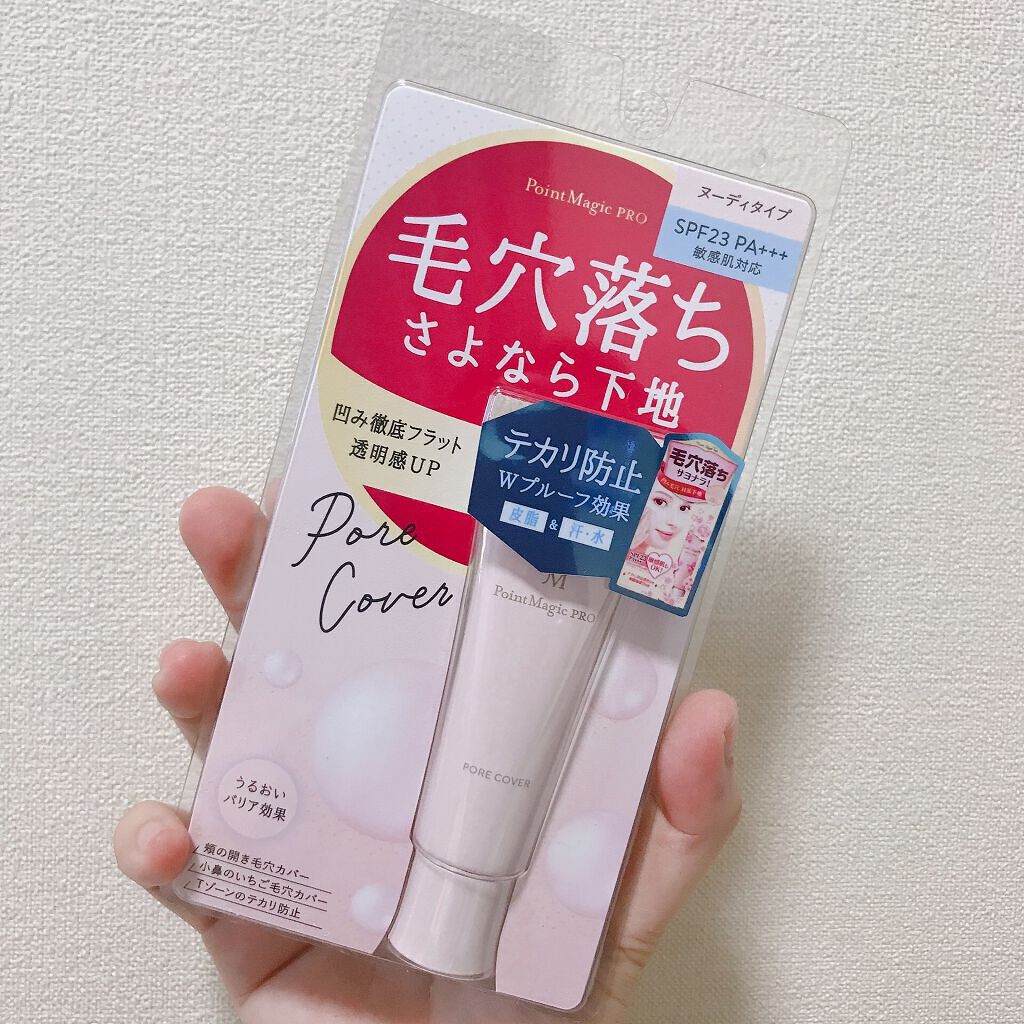 PointMagic PRO
ヌーディタイプ
SPF23 PA+++
敏感肌対応
毛穴落ち
さよなら下地
凹み徹底フラット
透明感UP
Pore
Cover
テカリ防止
Wプルーフ効果
皮脂 & 汗・水
毛穴落ち
サヨナラ!
M
PointMagic PRO
PORE COVER
うるおい
バリア効果
頬の開き毛穴カバー
小鼻のいちご毛穴カバー
Tゾーンのテカリ防止